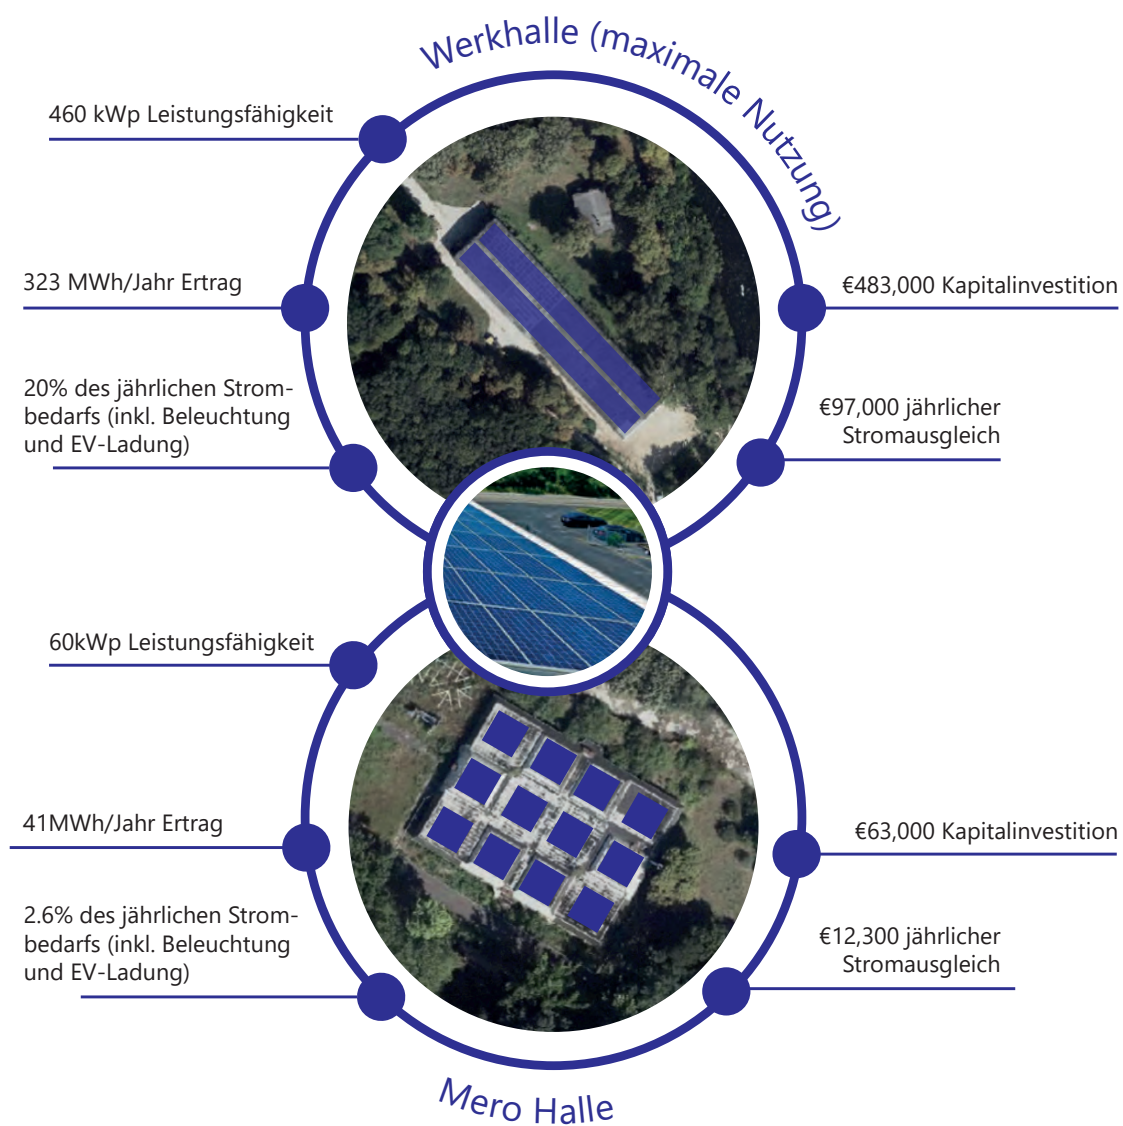 Werkhalle (maximale Nutzung)
460 kWp Leistungsfähigkeit
323 MWh/Jahr Ertrag
20% des jährlichen Strom-
bedarfs (inkl. Beleuchtung
und EV-Ladung)
€483,000 Kapitalinvestition
€97,000 jährlicher
Stromausgleich
60kWp Leistungsfähigkeit
41MWh/Jahr Ertrag
2.6% des jährlichen Strom-
bedarfs (inkl. Beleuchtung
und EV-Ladung)
€63,000 Kapitalinvestition
€12,300 jährlicher
Stromausgleich
Mero Halle